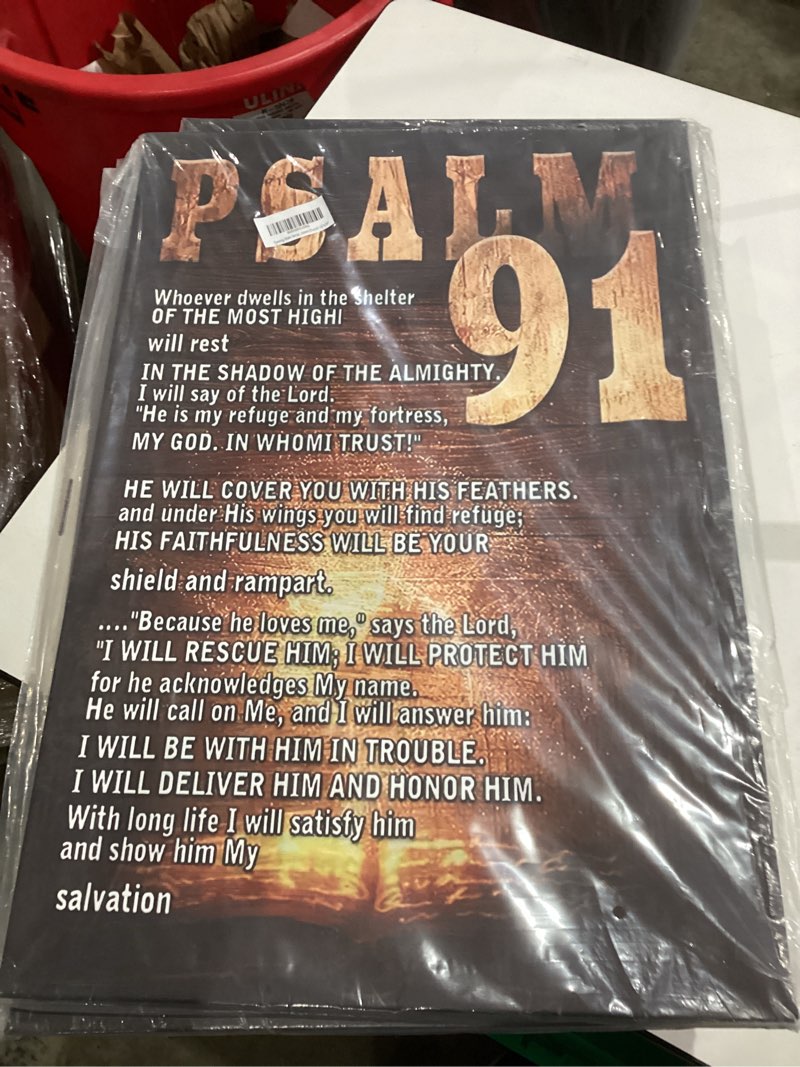 ULINE
PSALM
91
Whoever dwells in the shelter
OF THE MOST HIGHI
will rest
IN THE SHADOW OF THE ALMIGHTY.
I will say of the Lord.
"He is my refuge and my fortress,
MY GOD. IN WHOMI TRUST!"
HE WILL COVER YOU WITH HIS FEATHERS.
and under His wings you will find refuge;
HIS FAITHFULNESS WILL BE YOUR
shield and rampart.
...."Because he loves me," says the Lord,
"I WILL RESCUE HIM; I WILL PROTECT HIM
for he acknowledges My name.
He will call on Me, and I will answer him:
I WILL BE WITH HIM IN TROUBLE.
I WILL DELIVER HIM AND HONOR HIM.
With long life I will satisfy him
and show him My
salvation